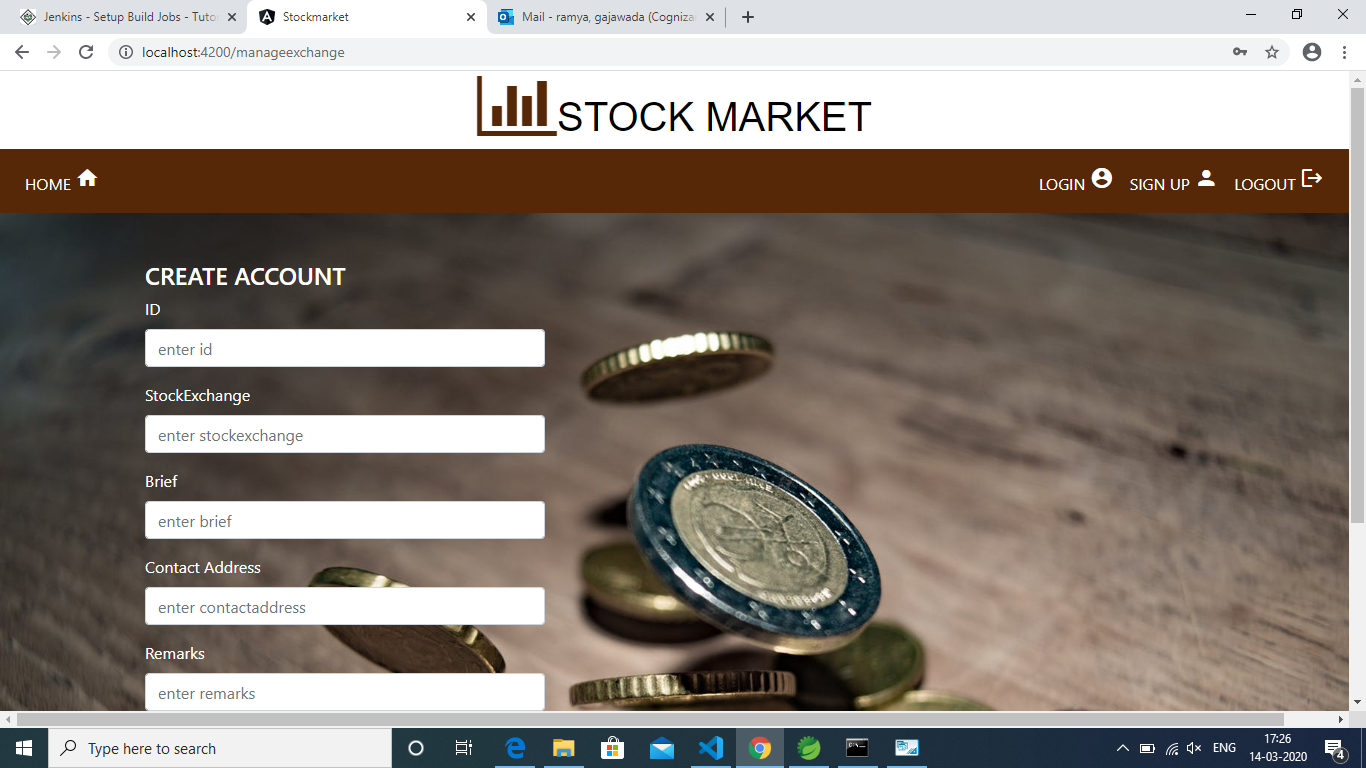 Jenkins - Setup Build Jobs - Tutor
Stockmarket
Mail - ramya, gajawada (Cogniza
localhost:4200/manageexchange
STOCK MARKET
HOME
LOGIN
SIGN UP
LOGOUT
CREATE ACCOUNT
ID
enter id
StockExchange
enter stockexchange
Brief
enter brief
Contact Address
enter contactaddress
Remarks
enter remarks
Type here to search
ENG
17:26
14-03-2020
4